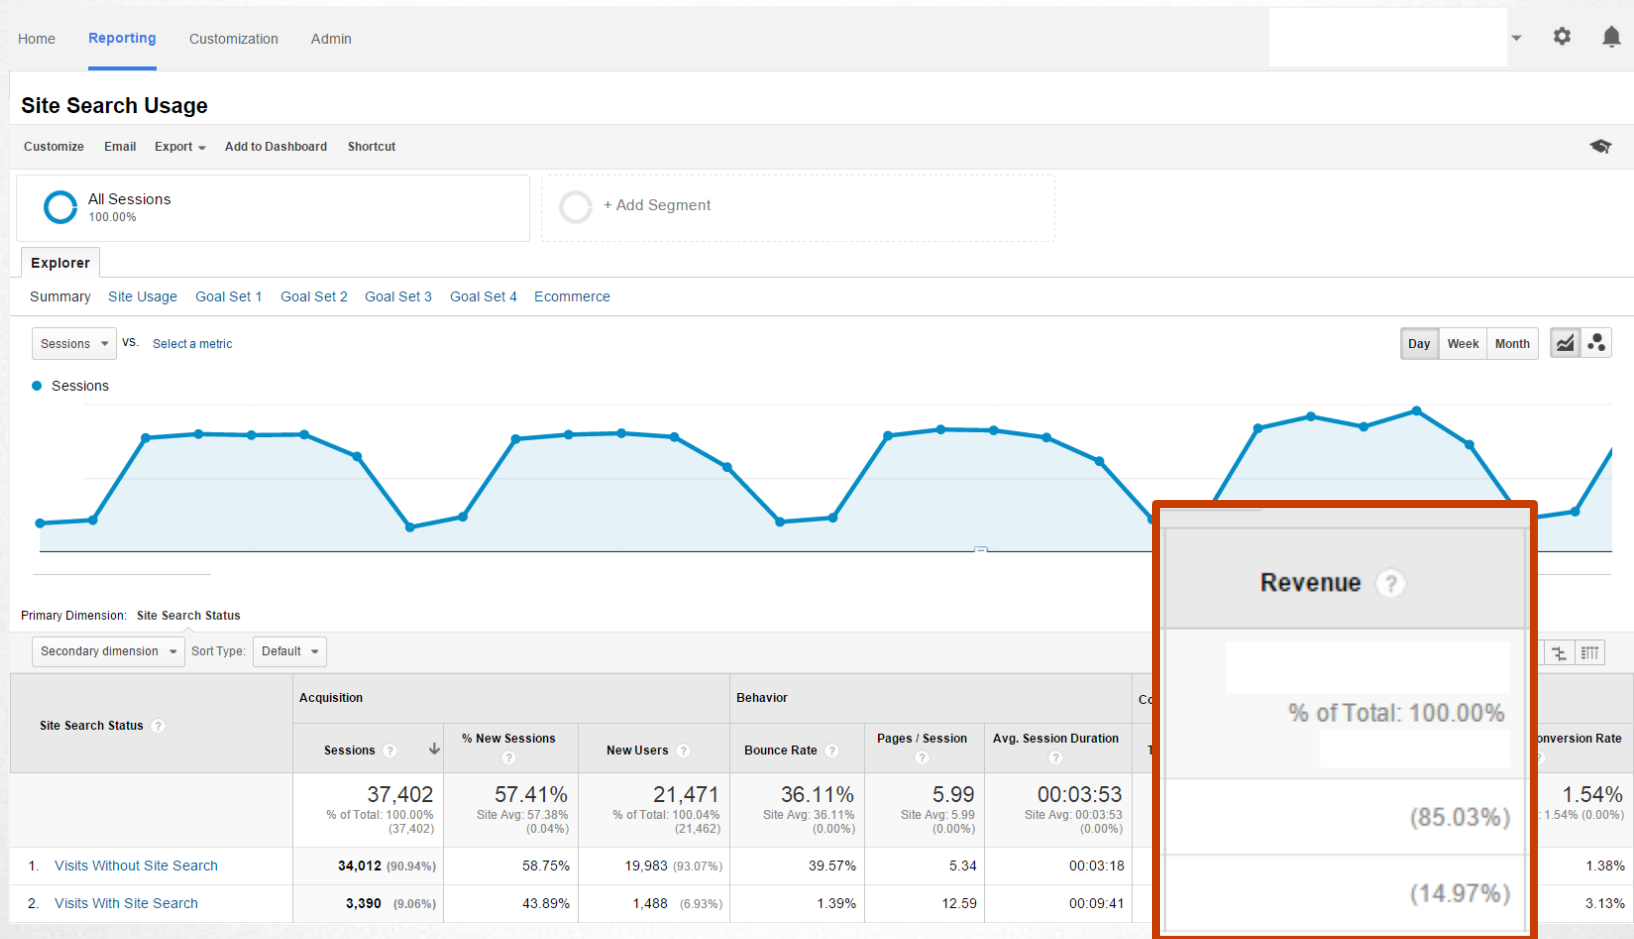 Home Reporting Customization Admin
Site Search Usage
Customize Email Export Add to Dashboard Shortcut
All Sessions
100.00%
+ Add Segment
Explorer
Summary Site Usage Goal Set 1 Goal Set 2 Goal Set 3 Goal Set 4 Ecommerce
Sessions VS. Select a metric
Day Week Month
Sessions
Primary Dimension: Site Search Status
Secondary dimension Sort Type: Default
Site Search Status ?
Acquisition Behavior
Sessions ? % New Sessions ? New Users ? Bounce Rate ? Pages / Session ? Avg. Session Duration ? onversion Rate
37,402 57.41% 21,471 36.11% 5.99 00:03:53 1.54%
% of Total: 100.00% Site Avg: 57.38% % of Total: 100.04% Site Avg: 36.11% Site Avg: 5.99 Site Avg: 00:03:53 1.54% (0.00%)
(37,402) (0.04%) (21,462) (0.00%) (0.00%) (0.00%)
1. Visits Without Site Search 34,012 (90.94%) 58.75% 19,983 (93.07%) 39.57% 5.34 00:03:18 1.38%
2. Visits With Site Search 3,390 (9.06%) 43.89% 1,488 (6.93%) 1.39% 12.59 00:09:41 3.13%
Revenue ?
% of Total: 100.00%
(85.03%)
(14.97%)